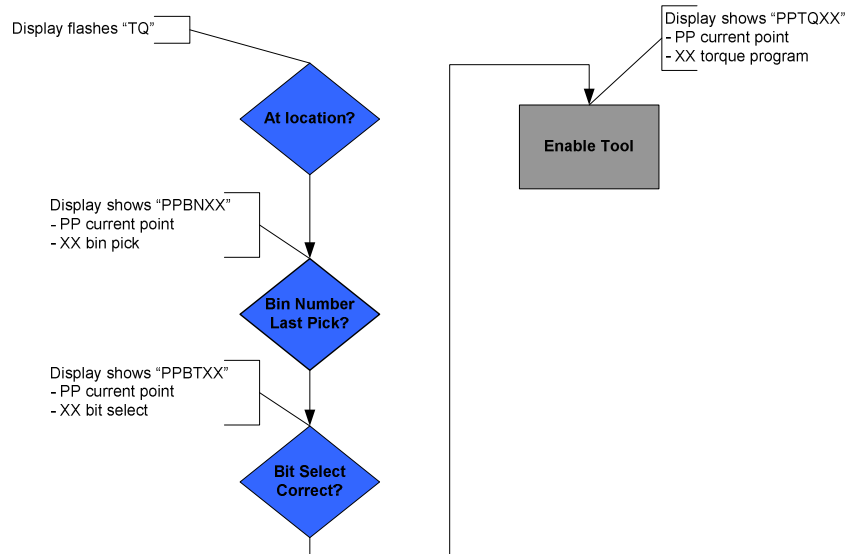 Display flashes “TQ”
At location?
Display shows “PPBNXX”
- PP current point
- XX bin pick
Bin Number
Last Pick?
Display shows “PPBTXX”
- PP current point
- XX bit select
Bit Select
Correct?
Display shows “PPTQXX”
- PP current point
- XX torque program
Enable Tool